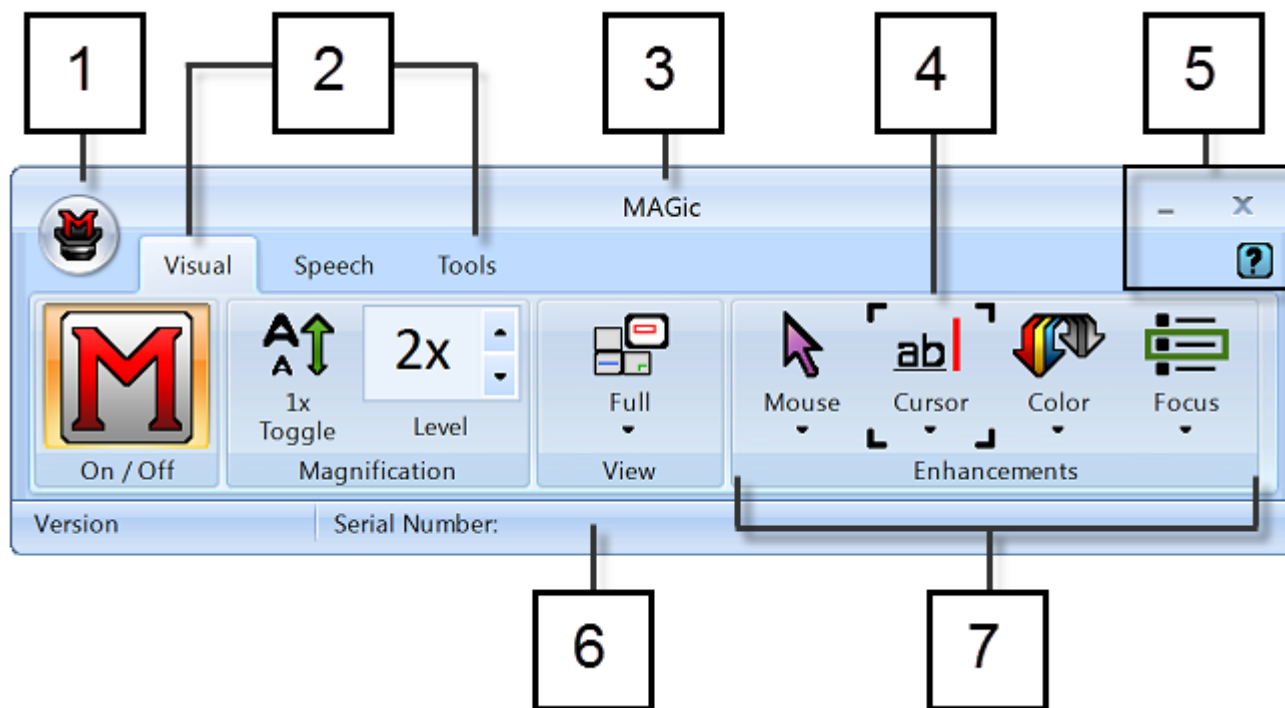 1 2 3 4 5
MAGic
Visual Speech Tools ?
M ab
2x
1x Toggle Level Full Mouse Cursor Color Focus
On / Off Magnification View Enhancements
Version Serial Number:
6 7